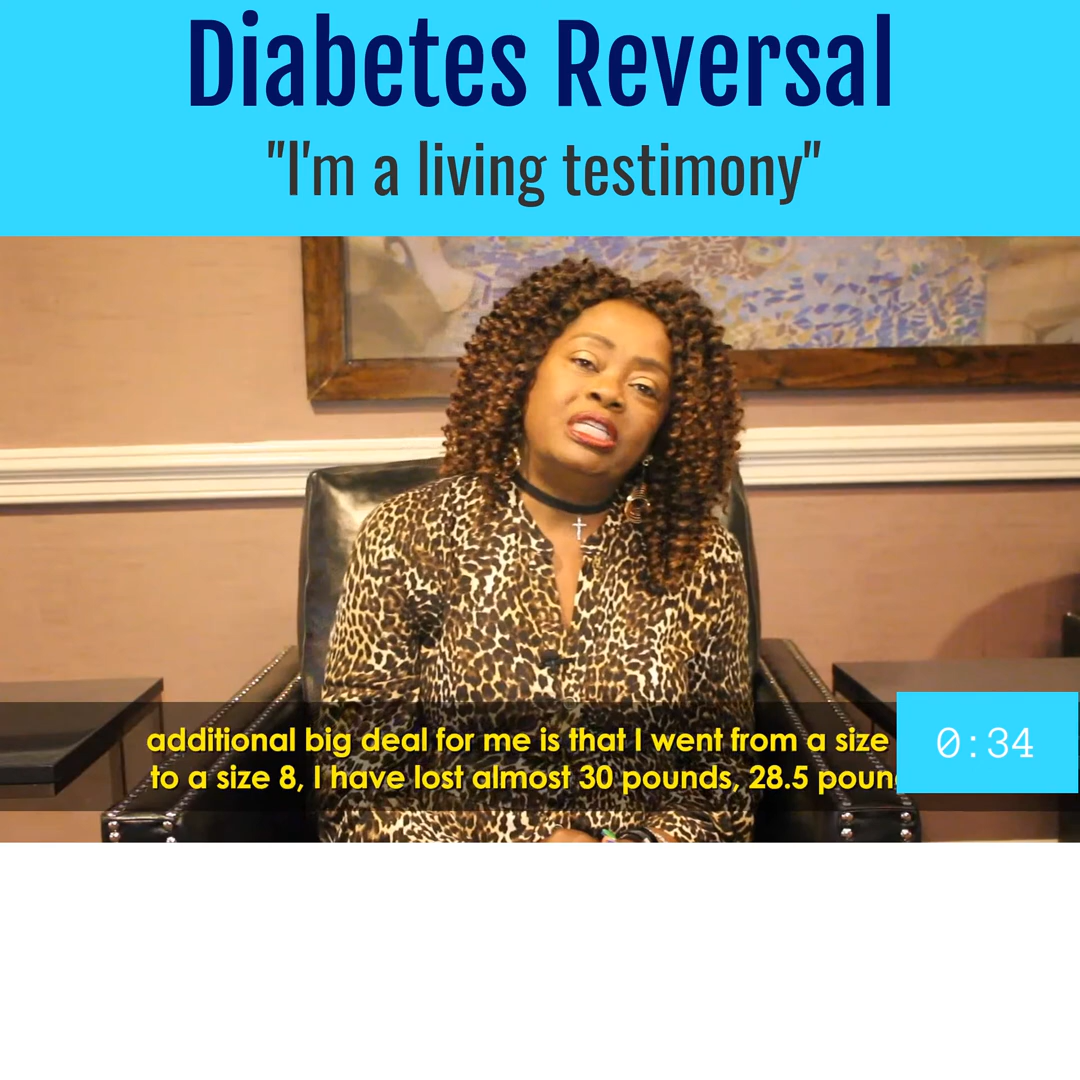 Diabetes Reversal
"I'm a living testimony"
additional big deal for me is that I went from a size
to a size 8, I have lost almost 30 pounds, 28.5
0:34